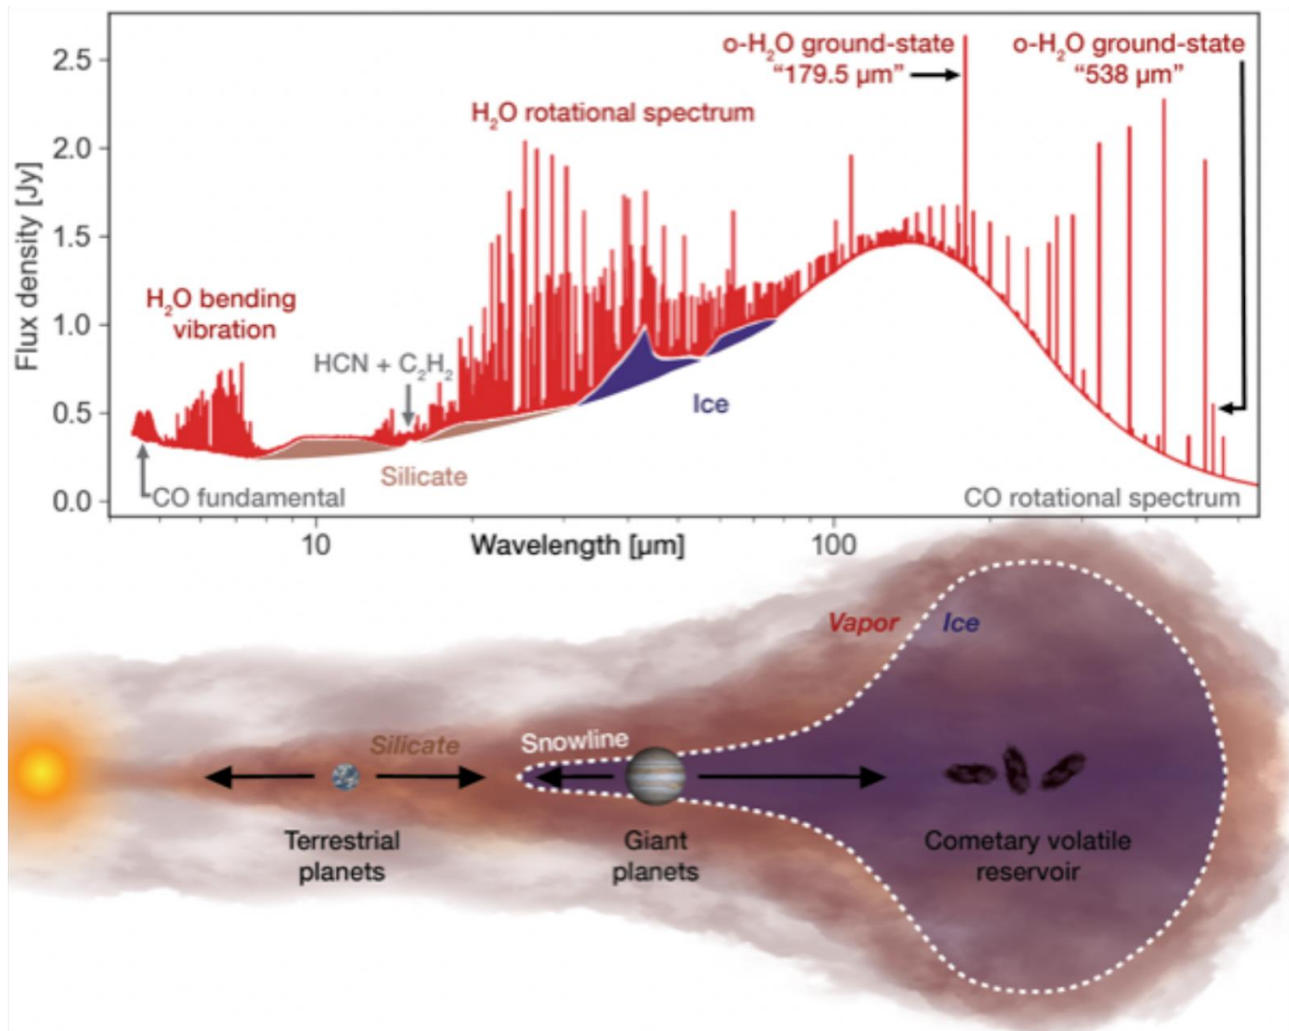 Flux density [Jy]
2.5
2.0
1.5
1.0
0.5
0.0
o-H₂O ground-state
“179.5 μm”
o-H₂O ground-state
“538 μm”
H₂O rotational spectrum
H₂O bending
vibration
HCN + C₂H₂
Ice
Silicate
CO fundamental
CO rotational spectrum
10
Wavelength [μm]
100
Vapor
Ice
Silicate
Snowline
Terrestrial
planets
Giant
planets
Cometary volatile
reservoir